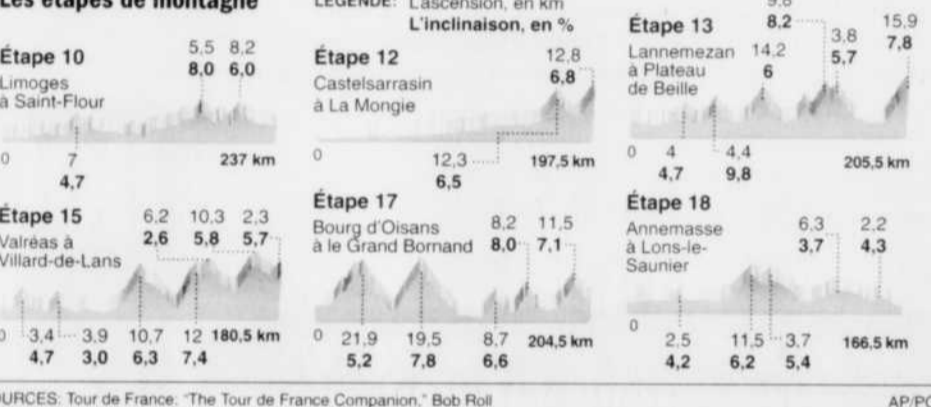 Les étapes de montagne
LÉGENDE: L'ascension, en km
L'inclinaison, en %
Étape 10
Limoges
à Saint-Flour
5,5 8,2
8,0 6,0
0 7 237 km
4,7
Étape 12
Castelsarrasin
à La Mongie
12,8
6,8
0 12,3 197,5 km
6,5
Étape 13
Lannemezan
à Plateau
de Beille
14,2
6
8,2
3,8
5,7
15,9
7,8
0 4 4,4 205,5 km
4,7 9,8
Étape 15
Valréas à
Villard-de-Lans
6,2 10,3 2,3
2,6 5,8 5,7
0 3,4 3,9 10,7 12 180,5 km
4,7 3,0 6,3 7,4
Étape 17
Bourg d'Oisans
à le Grand Bornand
8,2 11,5
8,0 7,1
0 21,9 19,5 8,7 204,5 km
5,2 7,8 6,6
Étape 18
Annemasse
à Lons-le-
Saunier
6,3 2,2
3,7 4,3
0
2,5 11,5 3,7 166,5 km
4,2 6,2 5,4
OURCES: Tour de France: "The Tour de France Companion," Bob Roll
AP/PC